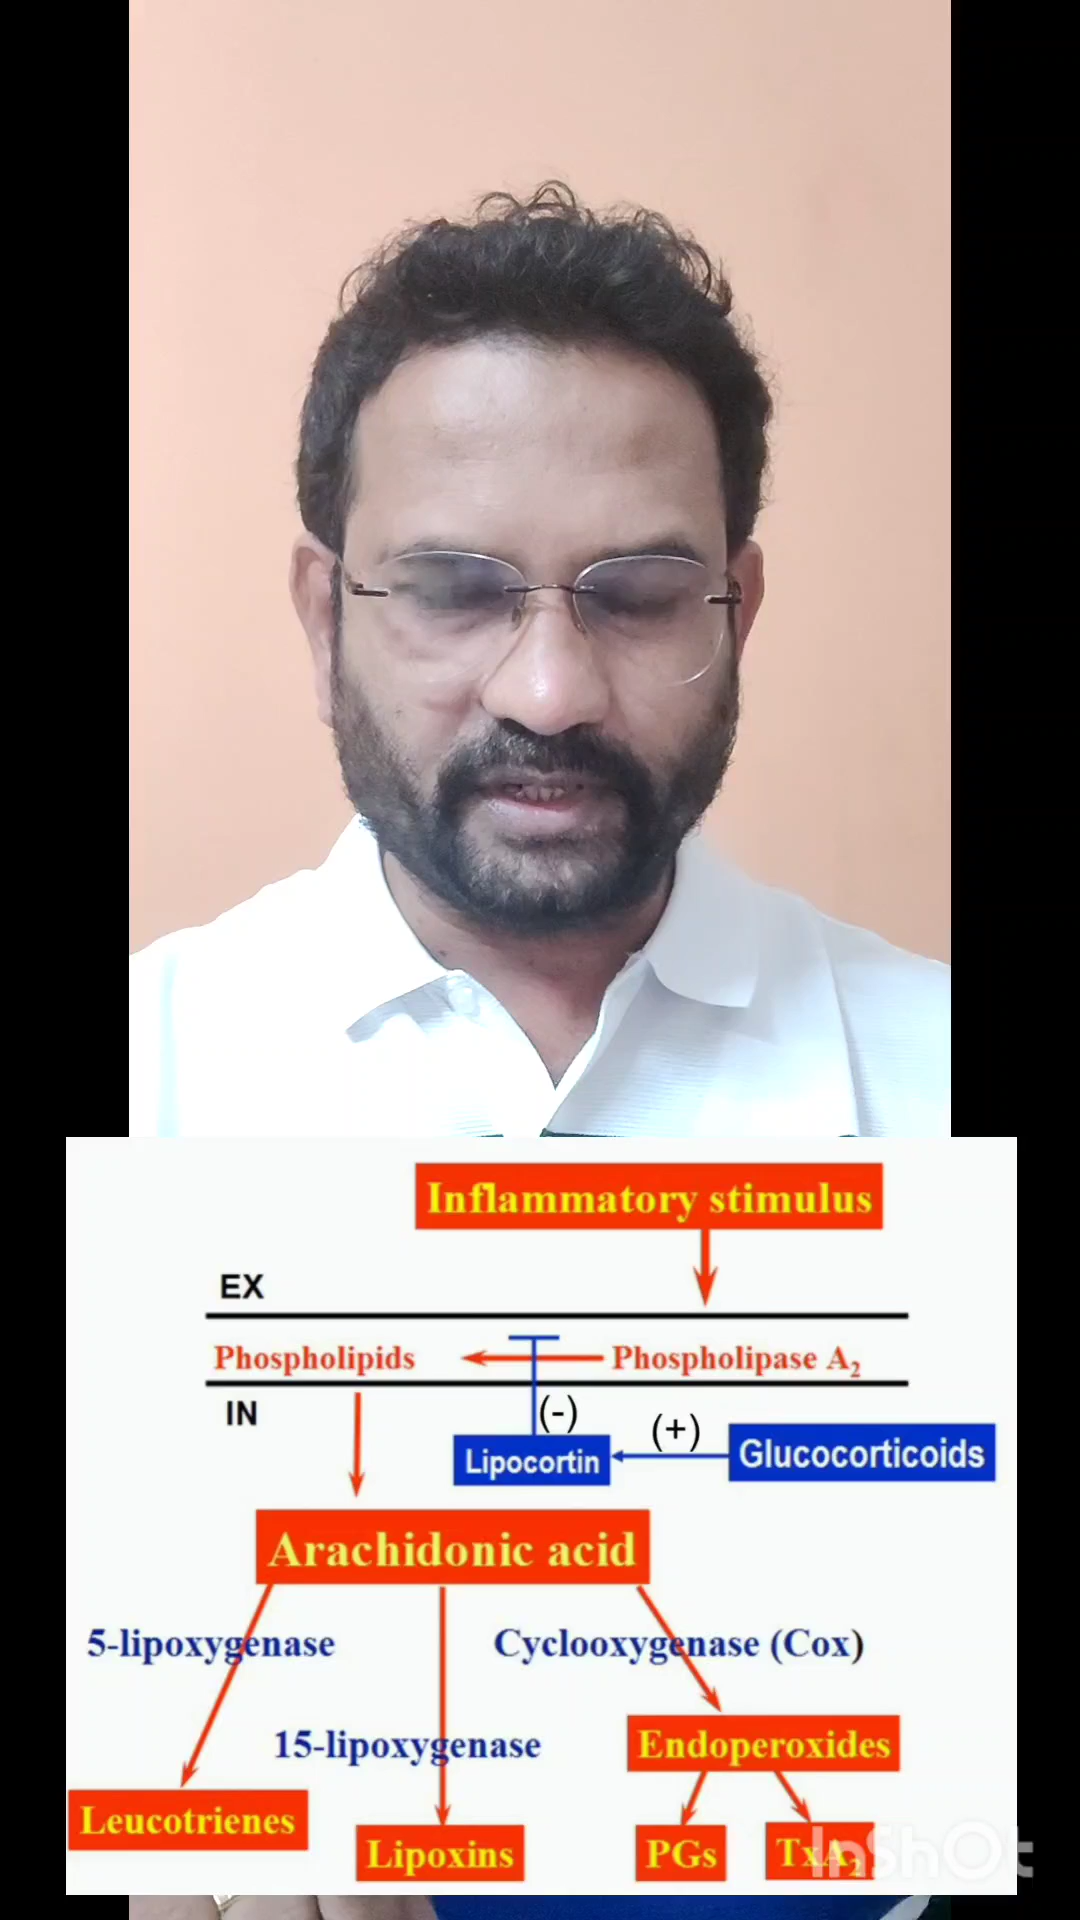 Inflammatory stimulus
EX
Phospholipids
Phospholipase A₂
IN
(-)
(+)
Lipocortin
Glucocorticoids
Arachidonic acid
5-lipoxygenase
Cyclooxygenase (Cox)
15-lipoxygenase
Endoperoxides
Leucotrienes
Lipoxins
PGs
TxA₂
InShOt